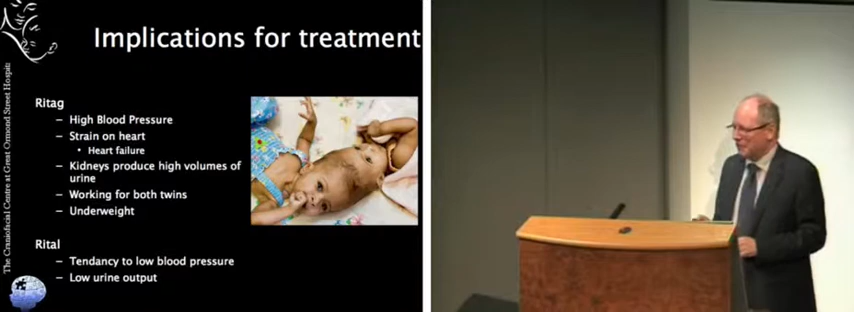 Implications for treatment
The Craniofacial Centre at Great Ormond Street Hospit
Ritag
– High Blood Pressure
– Strain on heart
• Heart failure
– Kidneys produce high volumes of
urine
– Working for both twins
– Underweight
Rital
– Tendancy to low blood pressure
– Low urine output